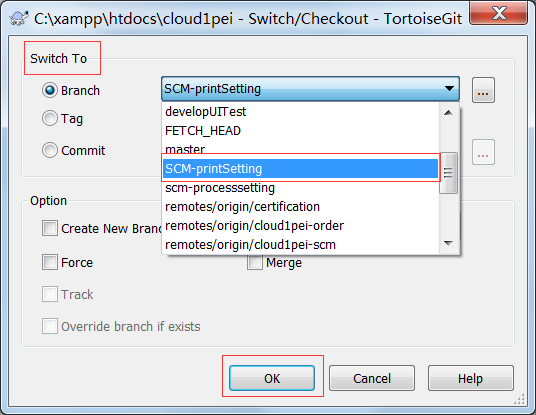 C:\xampp\htdocs\cloud1pei - Switch/Checkout - TortoiseGit
Switch To
Branch
SCM-printSetting
...
developUITest
Tag
FETCH_HEAD
master
Commit
...
SCM-printSetting
scm-processsetting
Option
remotes/origin/certification
Create New Branc
remotes/origin/cloud1pei-order
remotes/origin/cloud1pei-scm
Force
Merge
Track
Override branch if exists
OK
Cancel
Help